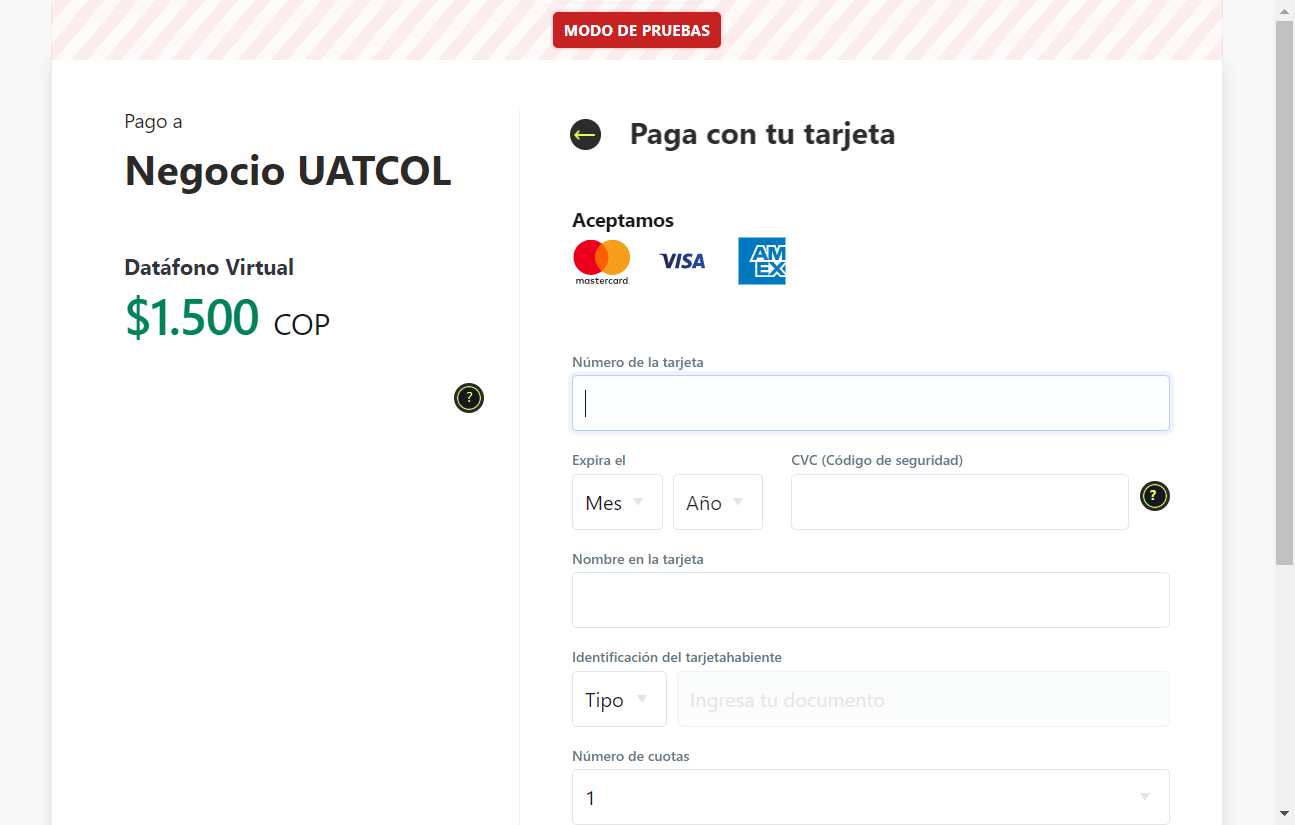 MODO DE PRUEBAS
Pago a
Negocio UATCOL
Datáfono Virtual
$1.500 COP
?
Paga con tu tarjeta
Aceptamos
mastercard. VISA AM EX
Número de la tarjeta
Expira el CVC (Código de seguridad)
Mes Año ?
Nombre en la tarjeta
Identificación del tarjetahabiente
Tipo Ingresa tu documento
Número de cuotas
1